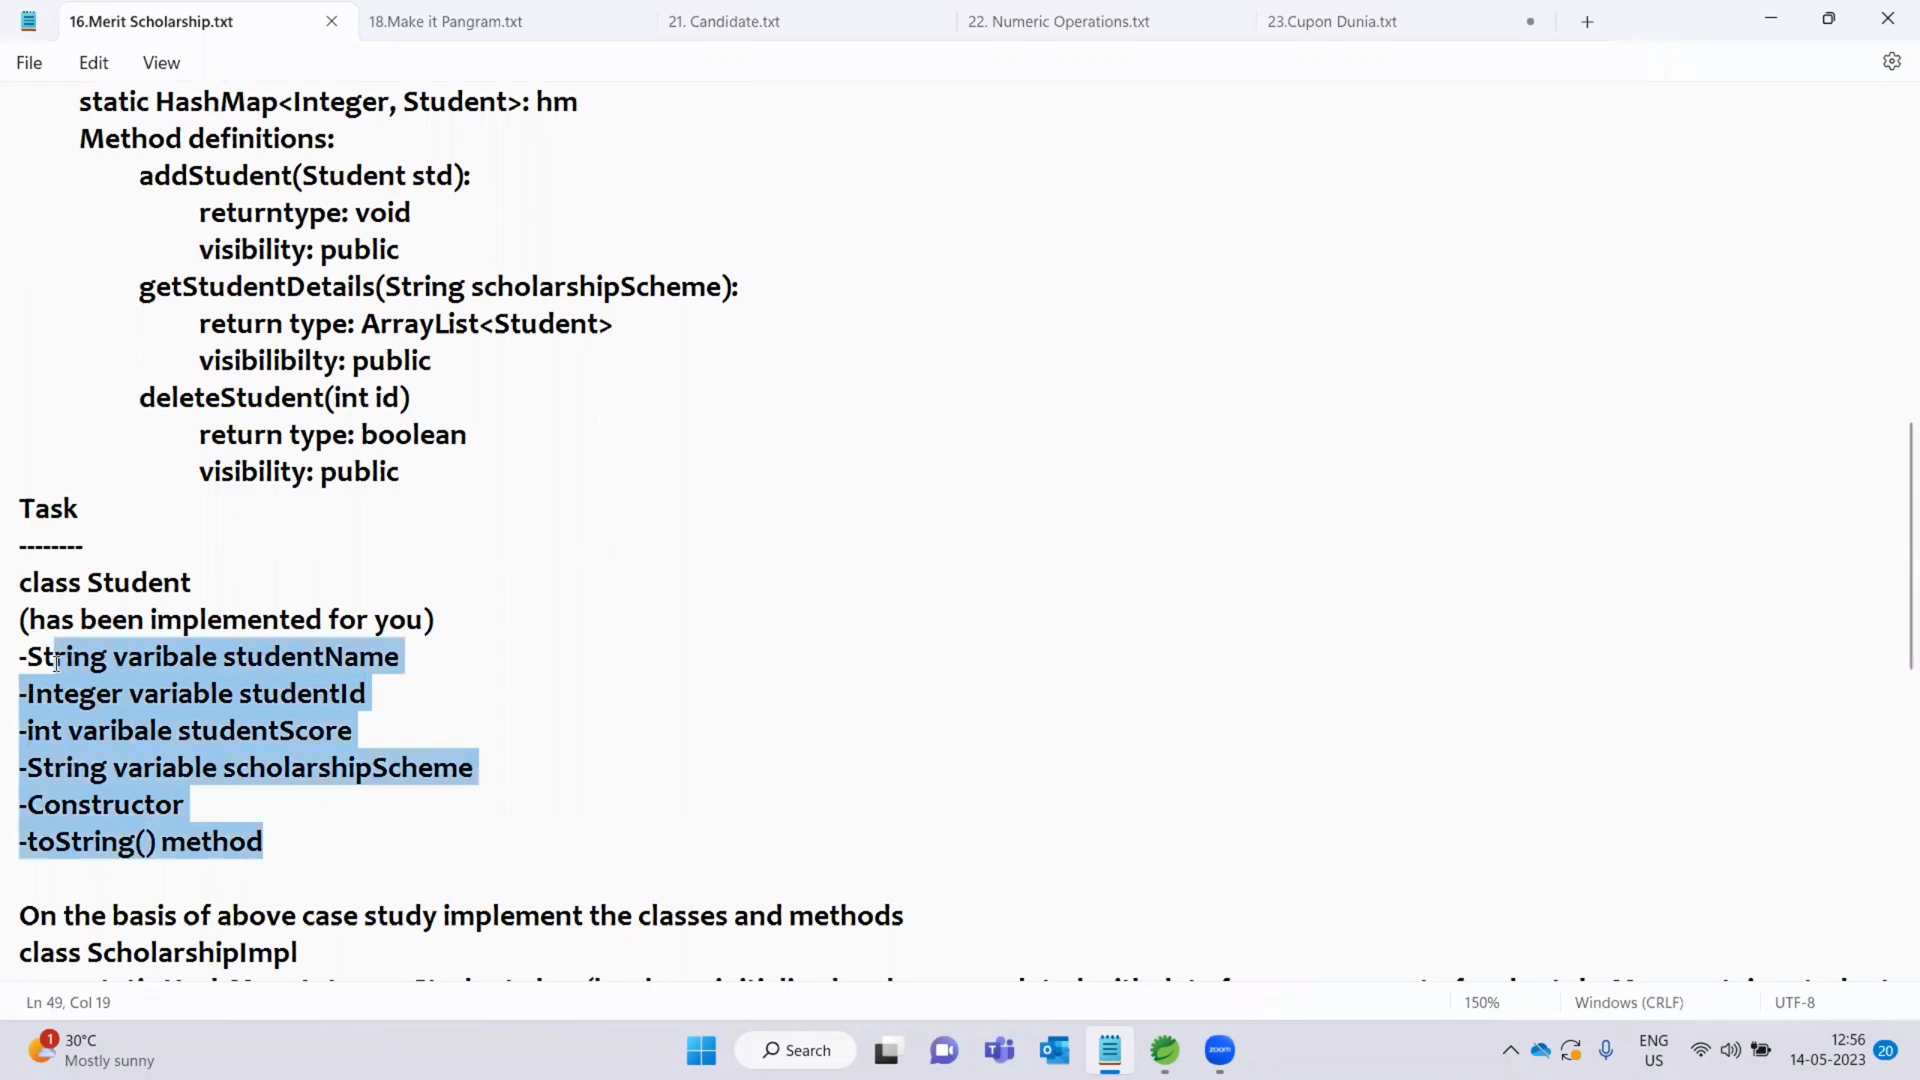 16.Merit Scholarship.txt
18.Make it Pangram.txt
21. Candidate.txt
22. Numeric Operations.txt
23.Cupon Dunia.txt
File Edit View
static HashMap<Integer, Student>: hm
Method definitions:
addStudent(Student std):
returntype: void
visibility: public
getStudentDetails(String scholarshipScheme):
return type: ArrayList<Student>
visibilibilty: public
deleteStudent(int id)
return type: boolean
visibility: public
Task
--------
class Student
(has been implemented for you)
-String varibale studentName
-Integer variable studentId
-int varibale studentScore
-String variable scholarshipScheme
-Constructor
-toString() method
On the basis of above case study implement the classes and methods
class ScholarshipImpl
Ln 49, Col 19
150%
Windows (CRLF)
UTF-8
1
30°C
Mostly sunny
Search
zoom
ENG
US
12:56
14-05-2023
20